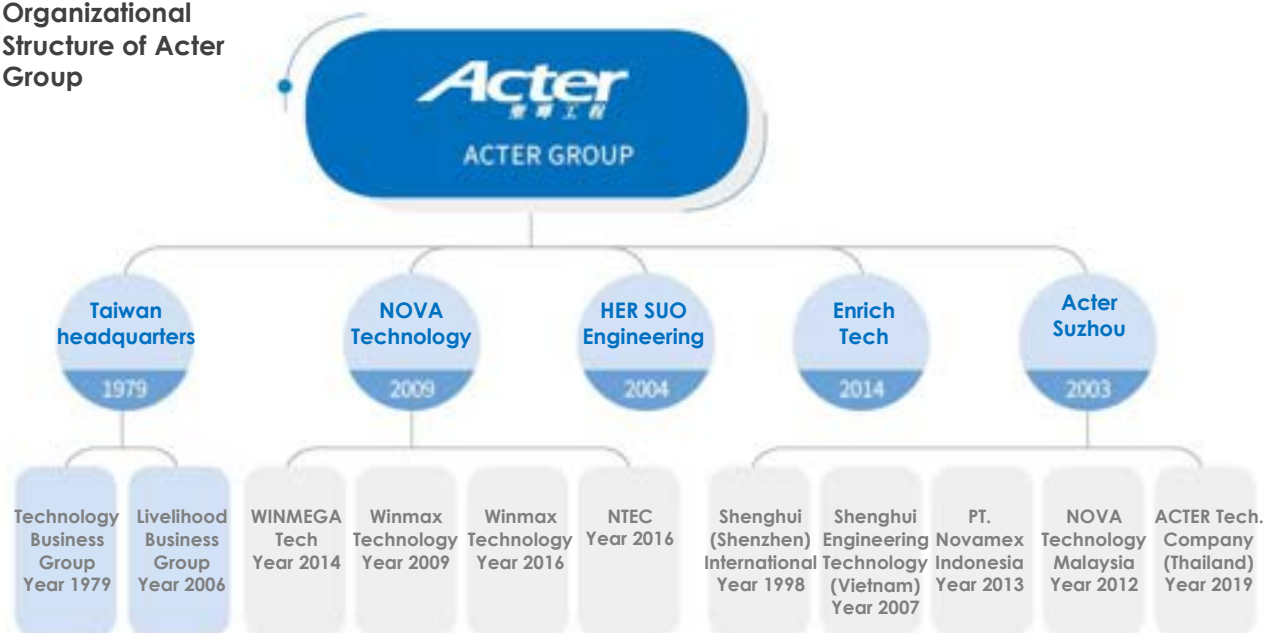 Organizational
Structure of Acter
Group
Acter
聖暉工程
ACTER GROUP
Taiwan
headquarters
1979
NOVA
Technology
2009
HER SUO
Engineering
2004
Enrich
Tech
2014
Acter
Suzhou
2003
Technology
Business
Group
Year 1979
Livelihood
Business
Group
Year 2006
WINMEGA
Tech
Year 2014
Winmax
Technology
Year 2009
Winmax
Technology
Year 2016
NTEC
Year 2016
Shenghui
(Shenzhen)
International
Year 1998
Shenghui
Engineering
Technology
(Vietnam)
Year 2007
PT.
Novamex
Indonesia
Year 2013
NOVA
Technology
Malaysia
Year 2012
ACTER Tech.
Company
(Thailand)
Year 2019